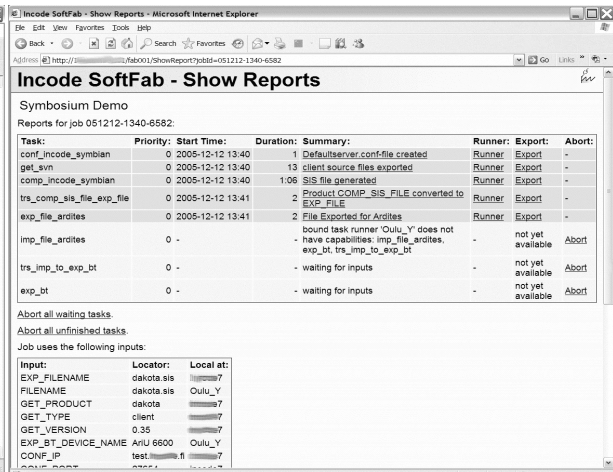 Incode SoftFab - Show Reports - Microsoft Internet Explorer
File Edit View Favorites Tools Help
Back Search Favorites
Address http:// /fab001/ShowReport?jobId=051212-1340-6582 Go Links
Incode SoftFab - Show Reports
Symbosium Demo
Reports for job 051212-1340-6582:
Task: Priority: Start Time: Duration: Summary: Runner: Export: Abort:
conf_incode_symbian 0 2005-12-12 13:40 1 Defaultserver.conf-file created Runner Export -
get_svn 0 2005-12-12 13:40 13 client source files exported Runner Export -
comp_incode_symbian 0 2005-12-12 13:40 1:06 SIS file generated Runner Export -
trs_comp_sis_file_exp_file 0 2005-12-12 13:41 2 Product COMP_SIS_FILE converted to
EXP_FILE Runner Export -
exp_file_ardites 0 2005-12-12 13:41 2 File Exported for Ardites Runner Export -
imp_file_ardites 0 - - bound task runner 'Oulu_Y' does not
have capabilities: imp_file_ardites,
exp_bt, trs_imp_to_exp_bt - not yet
available Abort
trs_imp_to_exp_bt 0 - - waiting for inputs - not yet
available Abort
exp_bt 0 - - waiting for inputs - not yet
available Abort
Abort all waiting tasks.
Abort all unfinished tasks.
Job uses the following inputs:
Input: Locator: Local at:
EXP_FILENAME dakota.sis 7
FILENAME dakota.sis Oulu_Y
GET_PRODUCT dakota 7
GET_TYPE client 7
GET_VERSION 0.35 7
EXP_BT_DEVICE_NAME AriU 6600 Oulu_Y
CONF_IP test. .fi 7